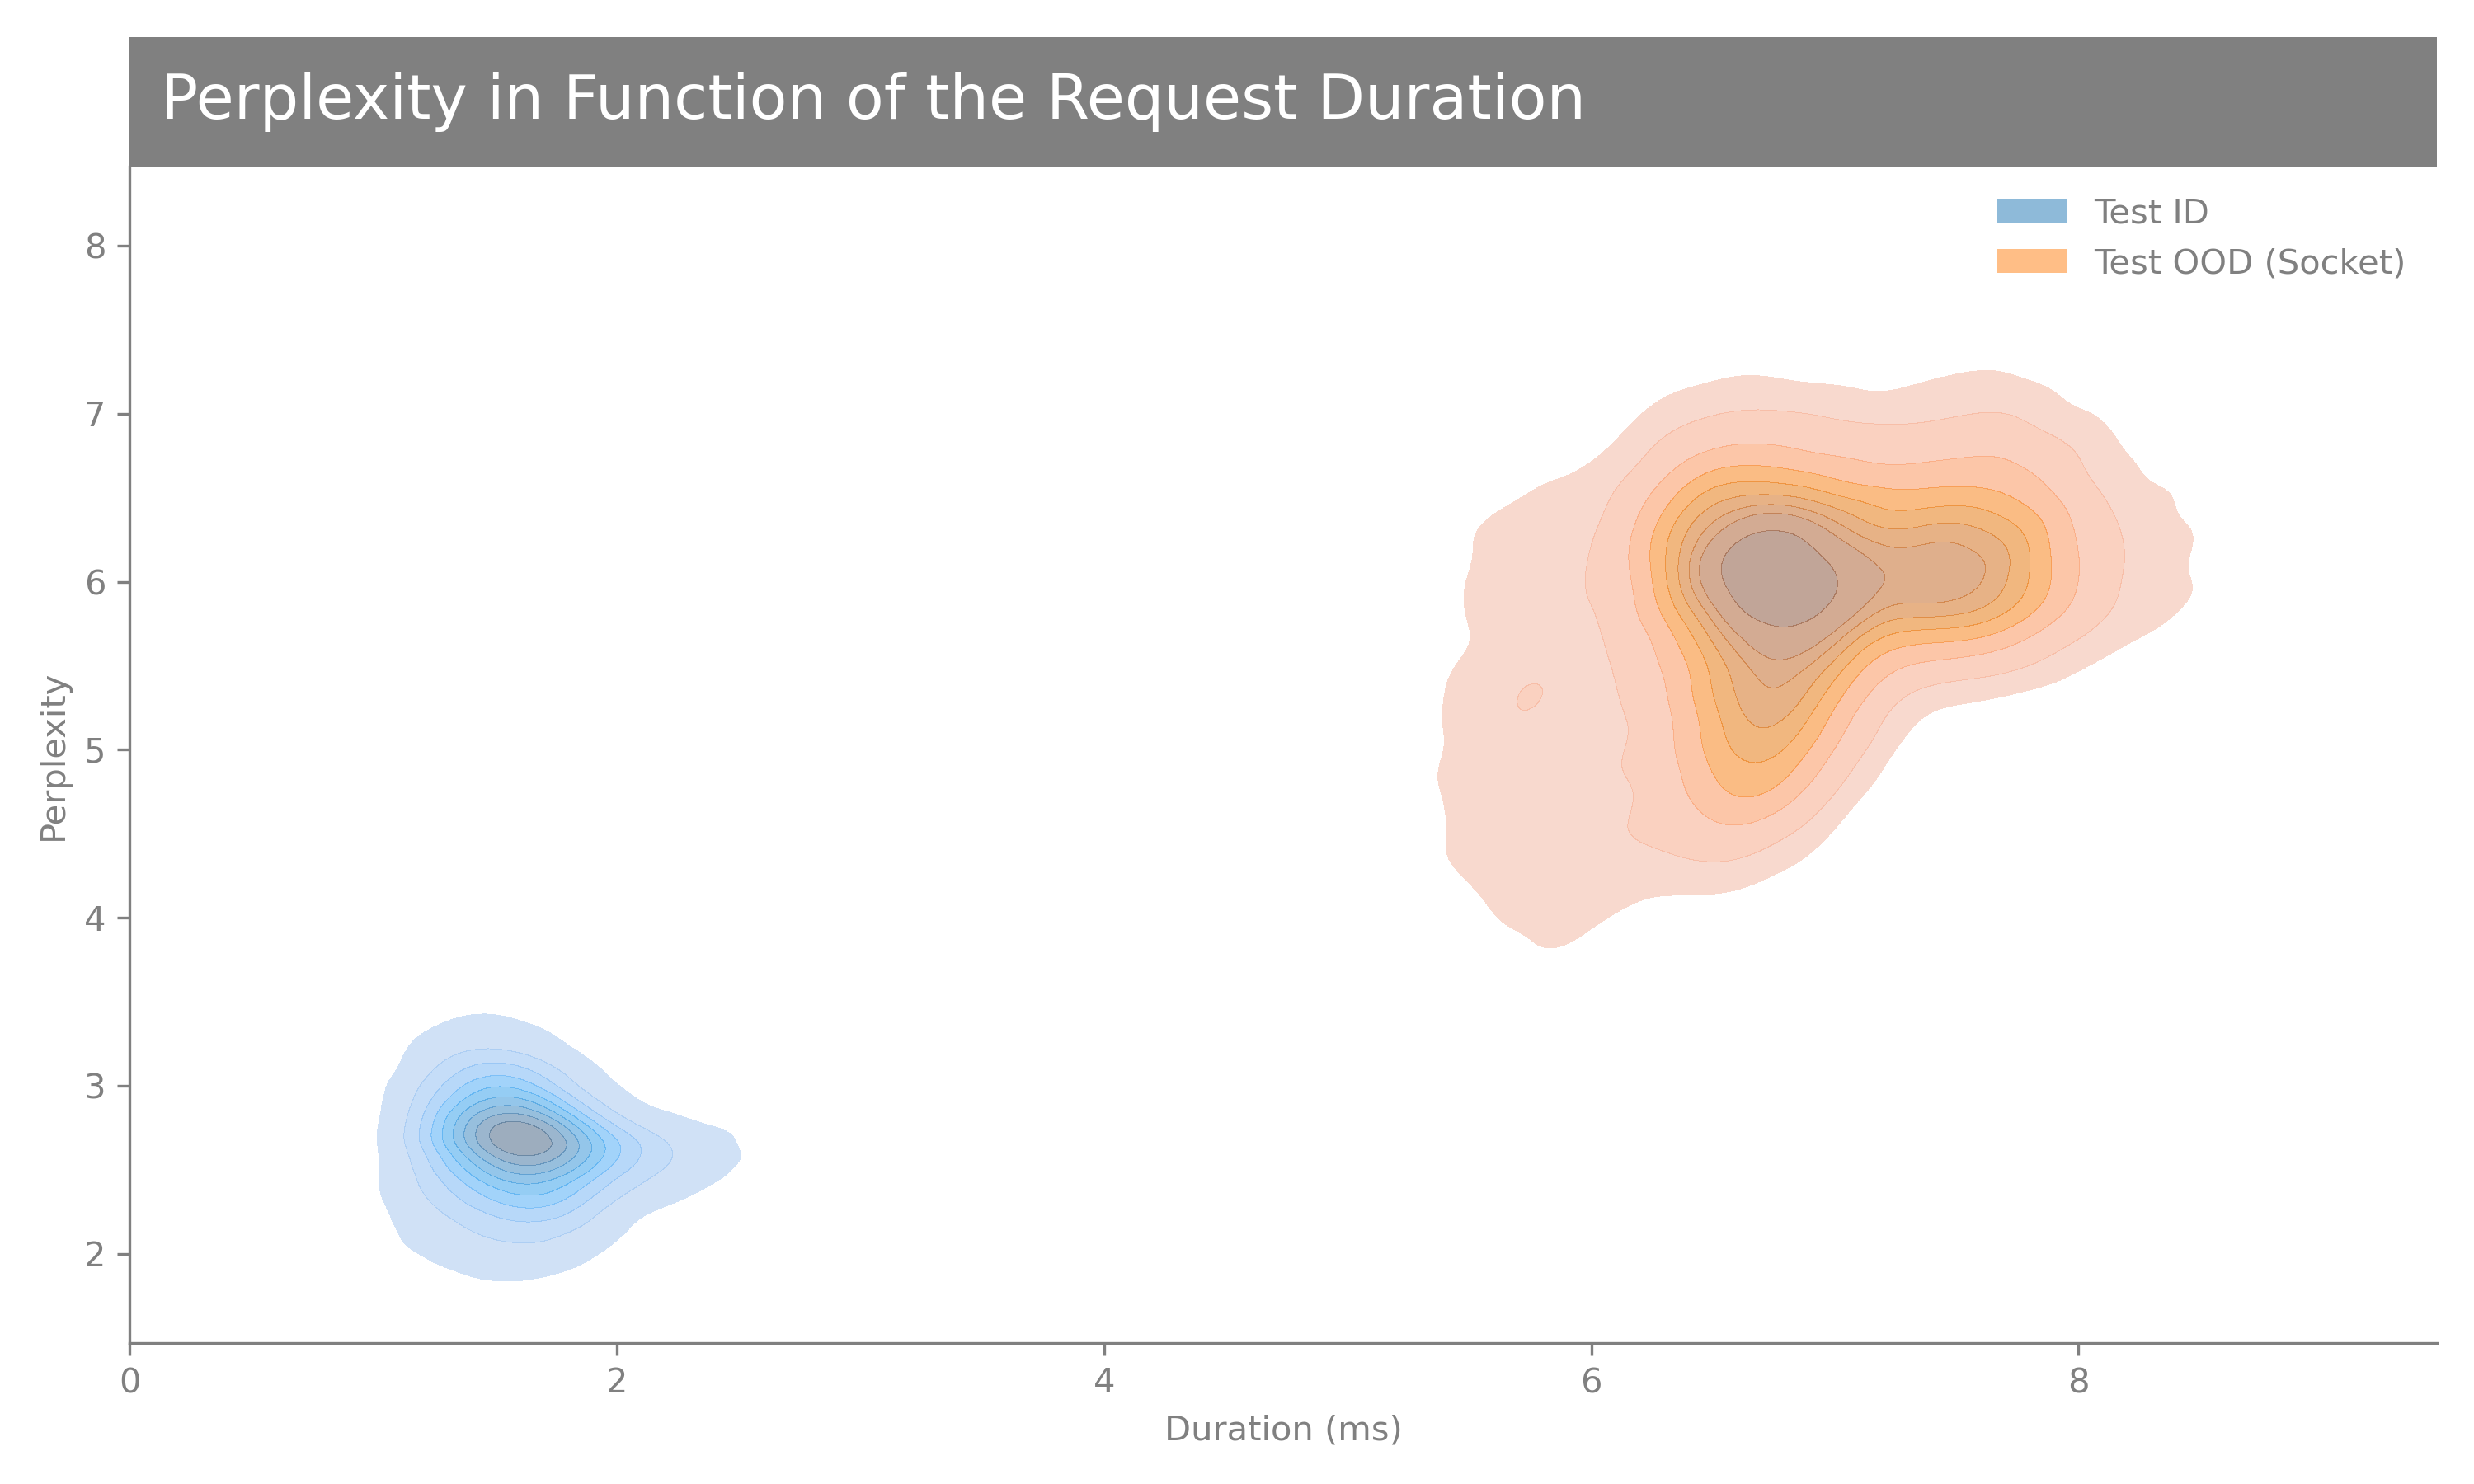 Perplexity in Function of the Request Duration
Test ID
Test OOD (Socket)
8
7
6
5
4
3
2
Perplexity
0 2 4 6 8
Duration (ms)